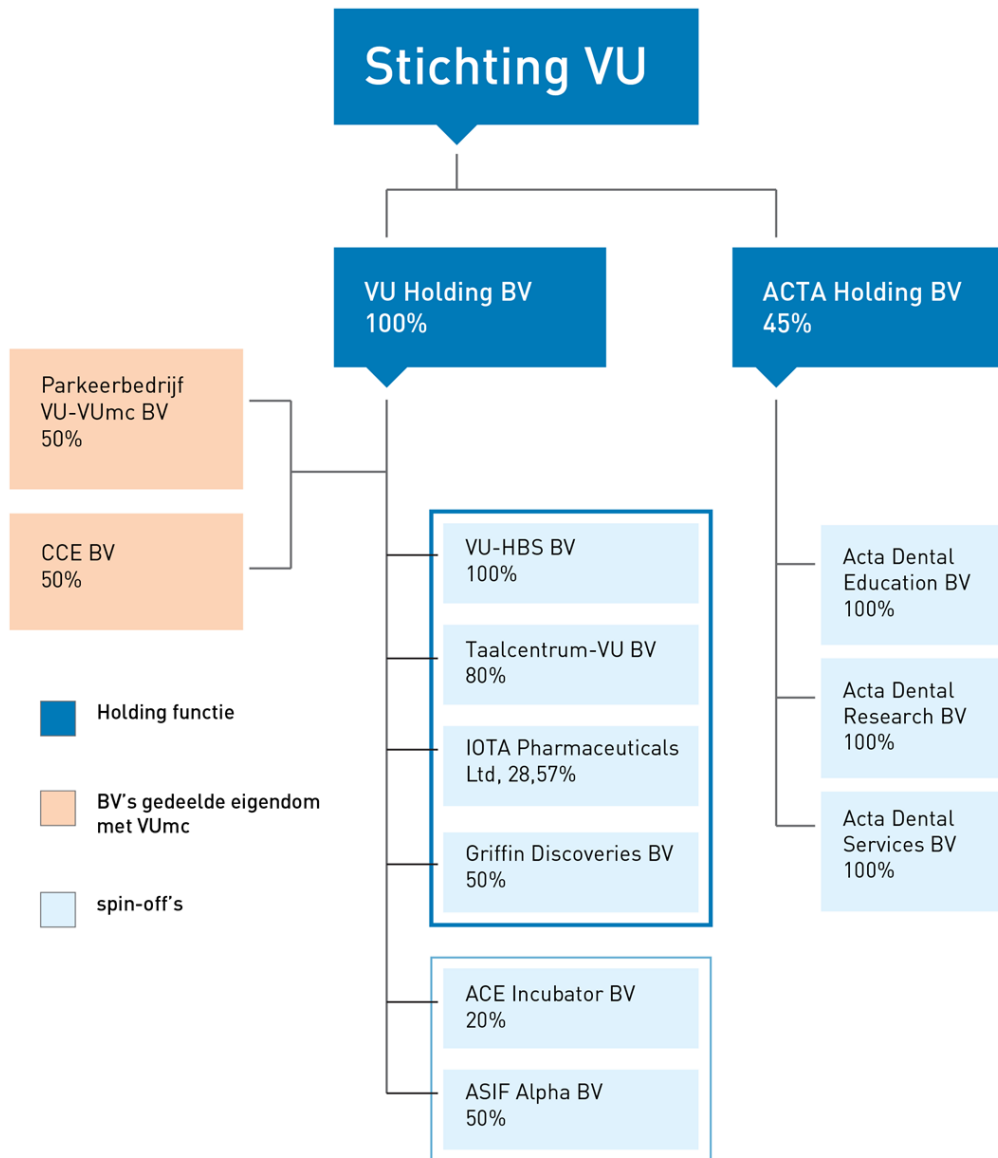 Stichting VU
VU Holding BV
100%
ACTA Holding BV
45%
Parkeerbedrijf
VU-VUmc BV
50%
CCE BV
50%
VU-HBS BV
100%
Taalcentrum-VU BV
80%
IOTA Pharmaceuticals
Ltd, 28,57%
Griffin Discoveries BV
50%
ACE Incubator BV
20%
ASIF Alpha BV
50%
Acta Dental
Education BV
100%
Acta Dental
Research BV
100%
Acta Dental
Services BV
100%
Holding functie
BV's gedeelde eigendom
met VUmc
spin-off's